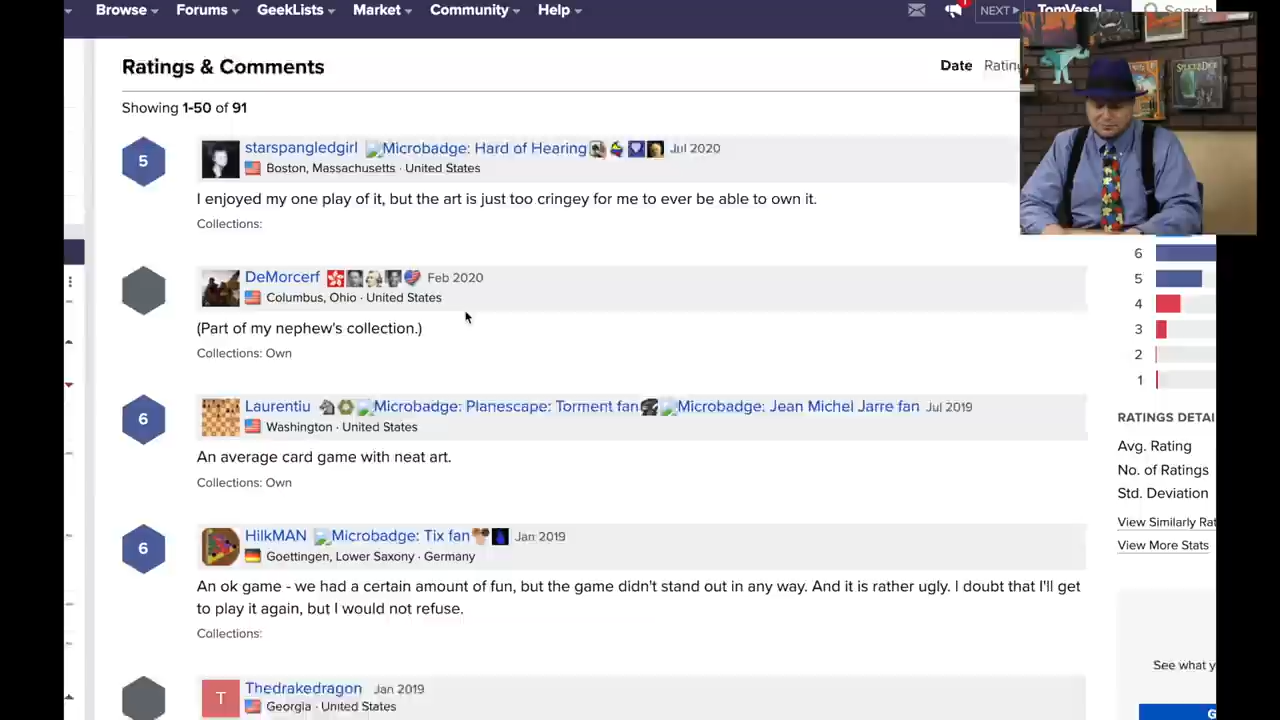 Browse Forums GeekLists Market Community Help NEXT TomVasel Search
Ratings & Comments
Date
Showing 1-50 of 91
5
starspangledgirl Microbadge: Hard of Hearing Jul 2020
Boston, Massachusetts · United States
I enjoyed my one play of it, but the art is just too cringey for me to ever be able to own it.
Collections:
DeMorcerf Feb 2020
Columbus, Ohio · United States
(Part of my nephew's collection.)
Collections: Own
6
Laurentiu Microbadge: Planescape: Torment fan Microbadge: Jean Michel Jarre fan Jul 2019
Washington · United States
An average card game with neat art.
Collections: Own
6
HilkMAN Microbadge: Tix fan Jan 2019
Goettingen, Lower Saxony · Germany
An ok game - we had a certain amount of fun, but the game didn't stand out in any way. And it is rather ugly. I doubt that I'll get
to play it again, but I would not refuse.
Collections:
T
Thedrakedragon Jan 2019
Georgia · United States
6
5
4
3
2
1
RATINGS DETAI
Avg. Rating
No. of Ratings
Std. Deviation
View Similarly Rat
View More Stats
See what y